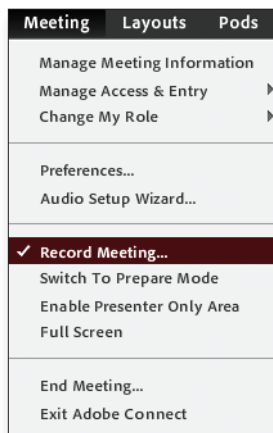 Meeting Layouts Pods
Manage Meeting Information
Manage Access & Entry
Change My Role
Preferences...
Audio Setup Wizard...
✓ Record Meeting...
Switch To Prepare Mode
Enable Presenter Only Area
Full Screen
End Meeting...
Exit Adobe Connect